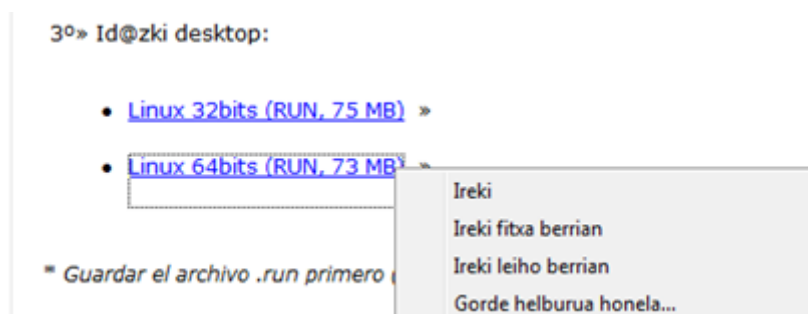 3º» Id@zki desktop:
• Linux 32bits (RUN, 75 MB) »
• Linux 64bits (RUN, 73 MB) »
Ireki
Ireki fitxa berrian
Ireki leiho berrian
* Guardar el archivo .run primero
Gorde helburua honela...